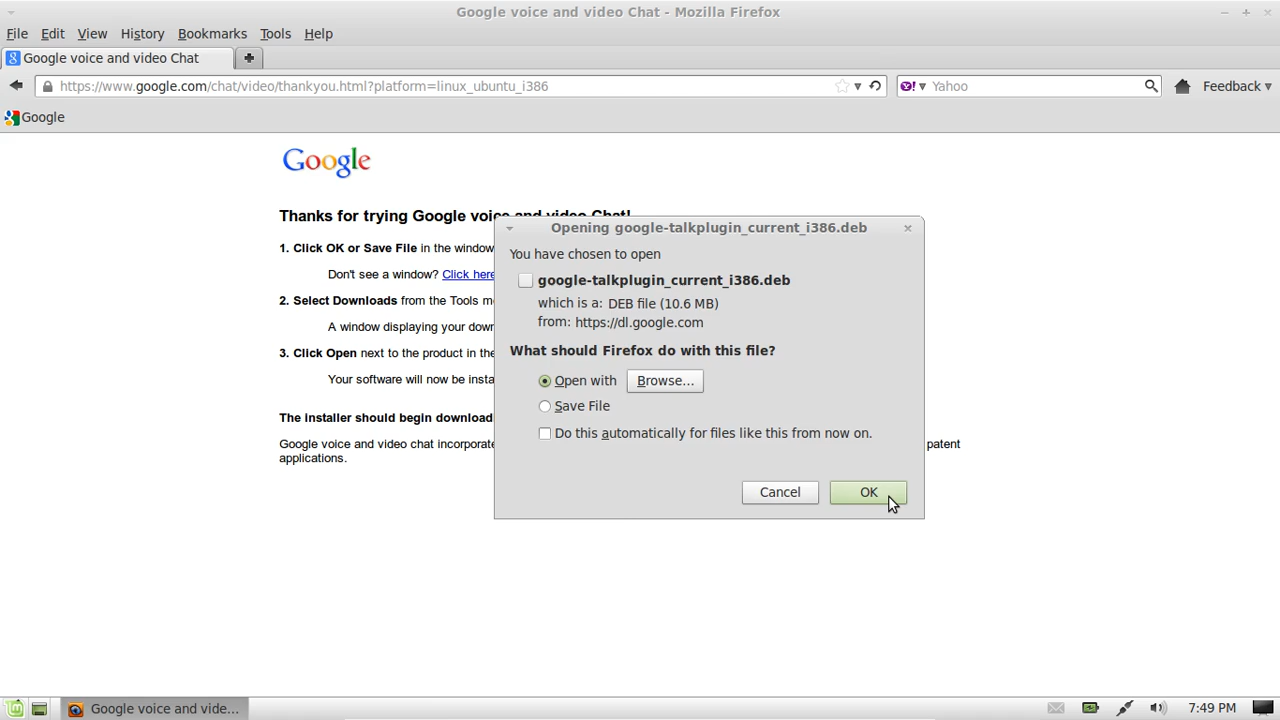 Google voice and video Chat - Mozilla Firefox
File Edit View History Bookmarks Tools Help
Google voice and video Chat
https://www.google.com/chat/video/thankyou.html?platform=linux_ubuntu_i386
Yahoo
Feedback
Google
Google
Thanks for trying Google voice and video Chat!
1. Click OK or Save File in the window
Don't see a window? Click here
2. Select Downloads from the Tools
A window displaying your
3. Click Open next to the product in the
Your software will now be
The installer should begin
Google voice and video chat
patent
applications.
Opening google-talkplugin_current_i386.deb
You have chosen to open
google-talkplugin_current_i386.deb
which is a: DEB file (10.6 MB)
from: https://dl.google.com
What should Firefox do with this file?
Open with Browse...
Save File
Do this automatically for files like this from now on.
Cancel OK
Google voice and vide...
7:49 PM